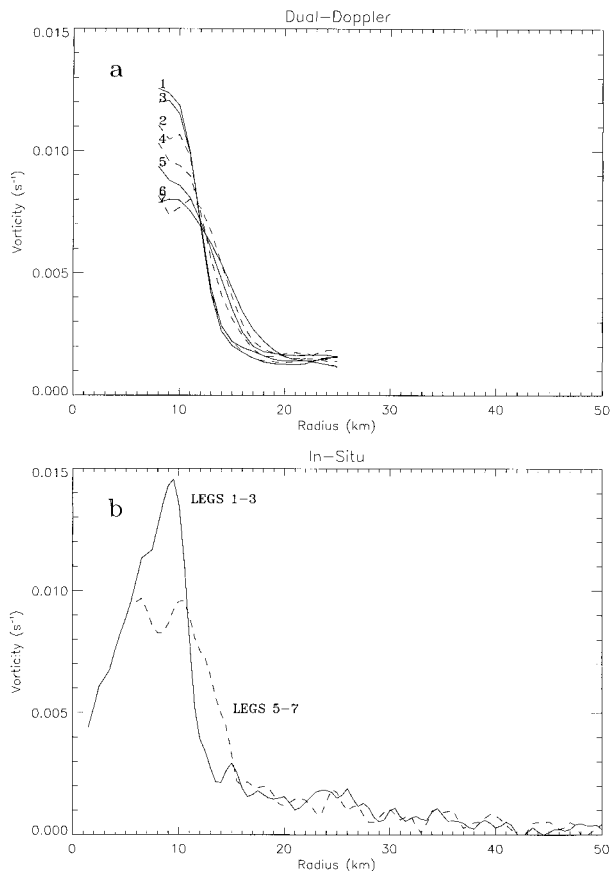 Dual-Doppler
a
0.015
0.010
0.005
0.000
Vorticity (s⁻¹)
1
3
2
4
5
6
7
0
10
20
30
40
50
Radius (km)
In-Situ
b
0.015
0.010
0.005
0.000
Vorticity (s⁻¹)
LEGS 1-3
LEGS 5-7
0
10
20
30
40
50
Radius (km)